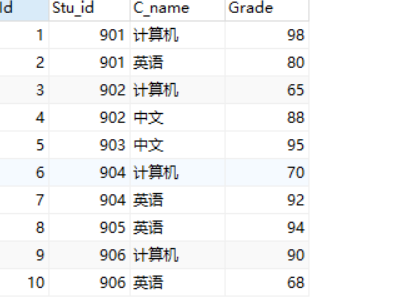 Id Stu_id C_name Grade
1 901 计算机 98
2 901 英语 80
3 902 计算机 65
4 902 中文 88
5 903 中文 95
6 904 计算机 70
7 904 英语 92
8 905 英语 94
9 906 计算机 90
10 906 英语 68